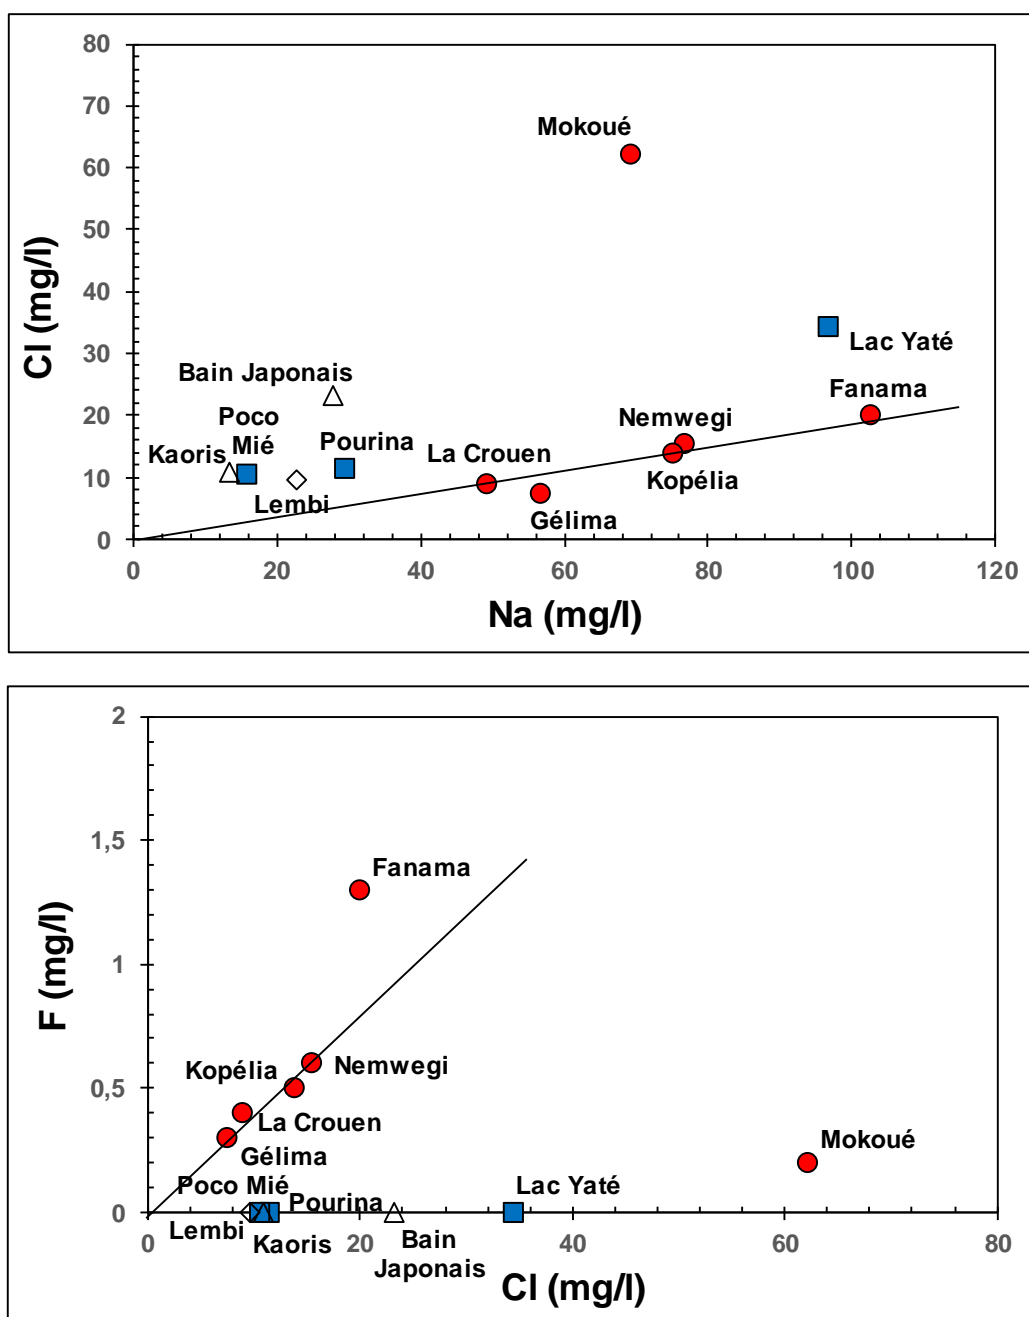 80
70
60
50
40
30
20
10
0
Cl (mg/l)
Mokoué
Lac Yaté
Bain Japonais
Fanama
Poco
Mié
Nemwegi
Pourina
La Crouen
Kaoris
Kopélia
Lembi
Gélima
0 20 40 60 80 100 120
Na (mg/l)
2
1,5
1
0,5
0
F (mg/l)
Fanama
Kopélia
Nemwegi
La Crouen
Gélima
Mokoué
Poco Mié
Pourina
Lac Yaté
Lembi
Kaoris
Bain
Japonais
0 20 40 60 80
Cl (mg/l)